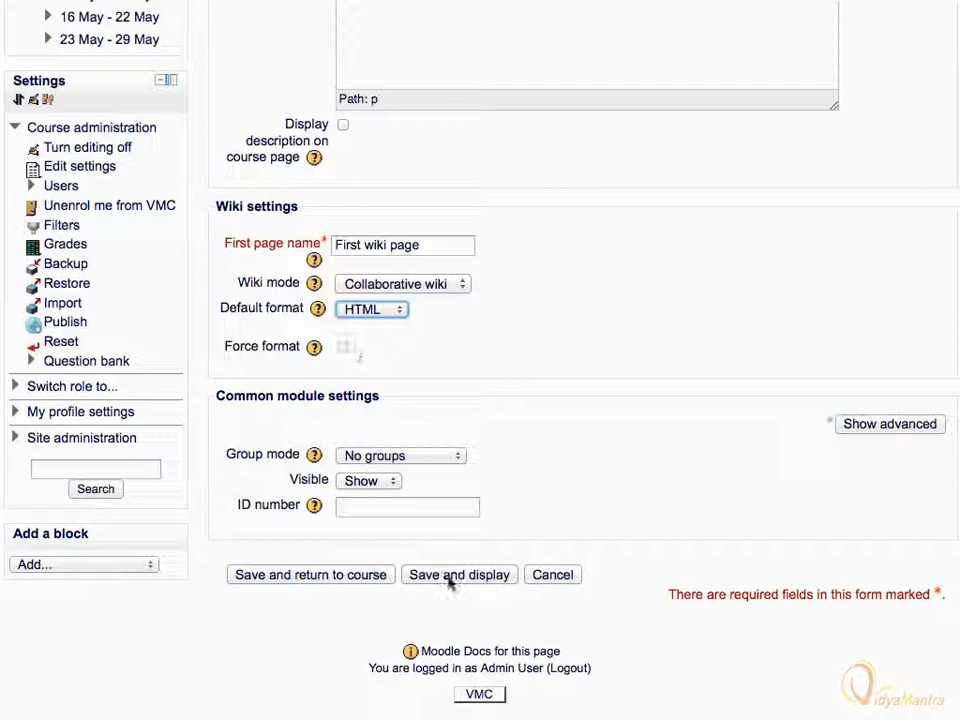 16 May - 22 May
23 May - 29 May
Settings
Course administration
Turn editing off
Edit settings
Users
Unenrol me from VMC
Filters
Grades
Backup
Restore
Import
Publish
Reset
Question bank
Switch role to...
My profile settings
Site administration
Search
Add a block
Add...
Path: p
Display
description on
course page
Wiki settings
First page name* First wiki page
Wiki mode Collaborative wiki
Default format HTML
Force format
Common module settings
* Show advanced
Group mode No groups
Visible Show
ID number
Save and return to course Save and display Cancel
There are required fields in this form marked *.
Moodle Docs for this page
You are logged in as Admin User (Logout)
VMC
VidyaMantra